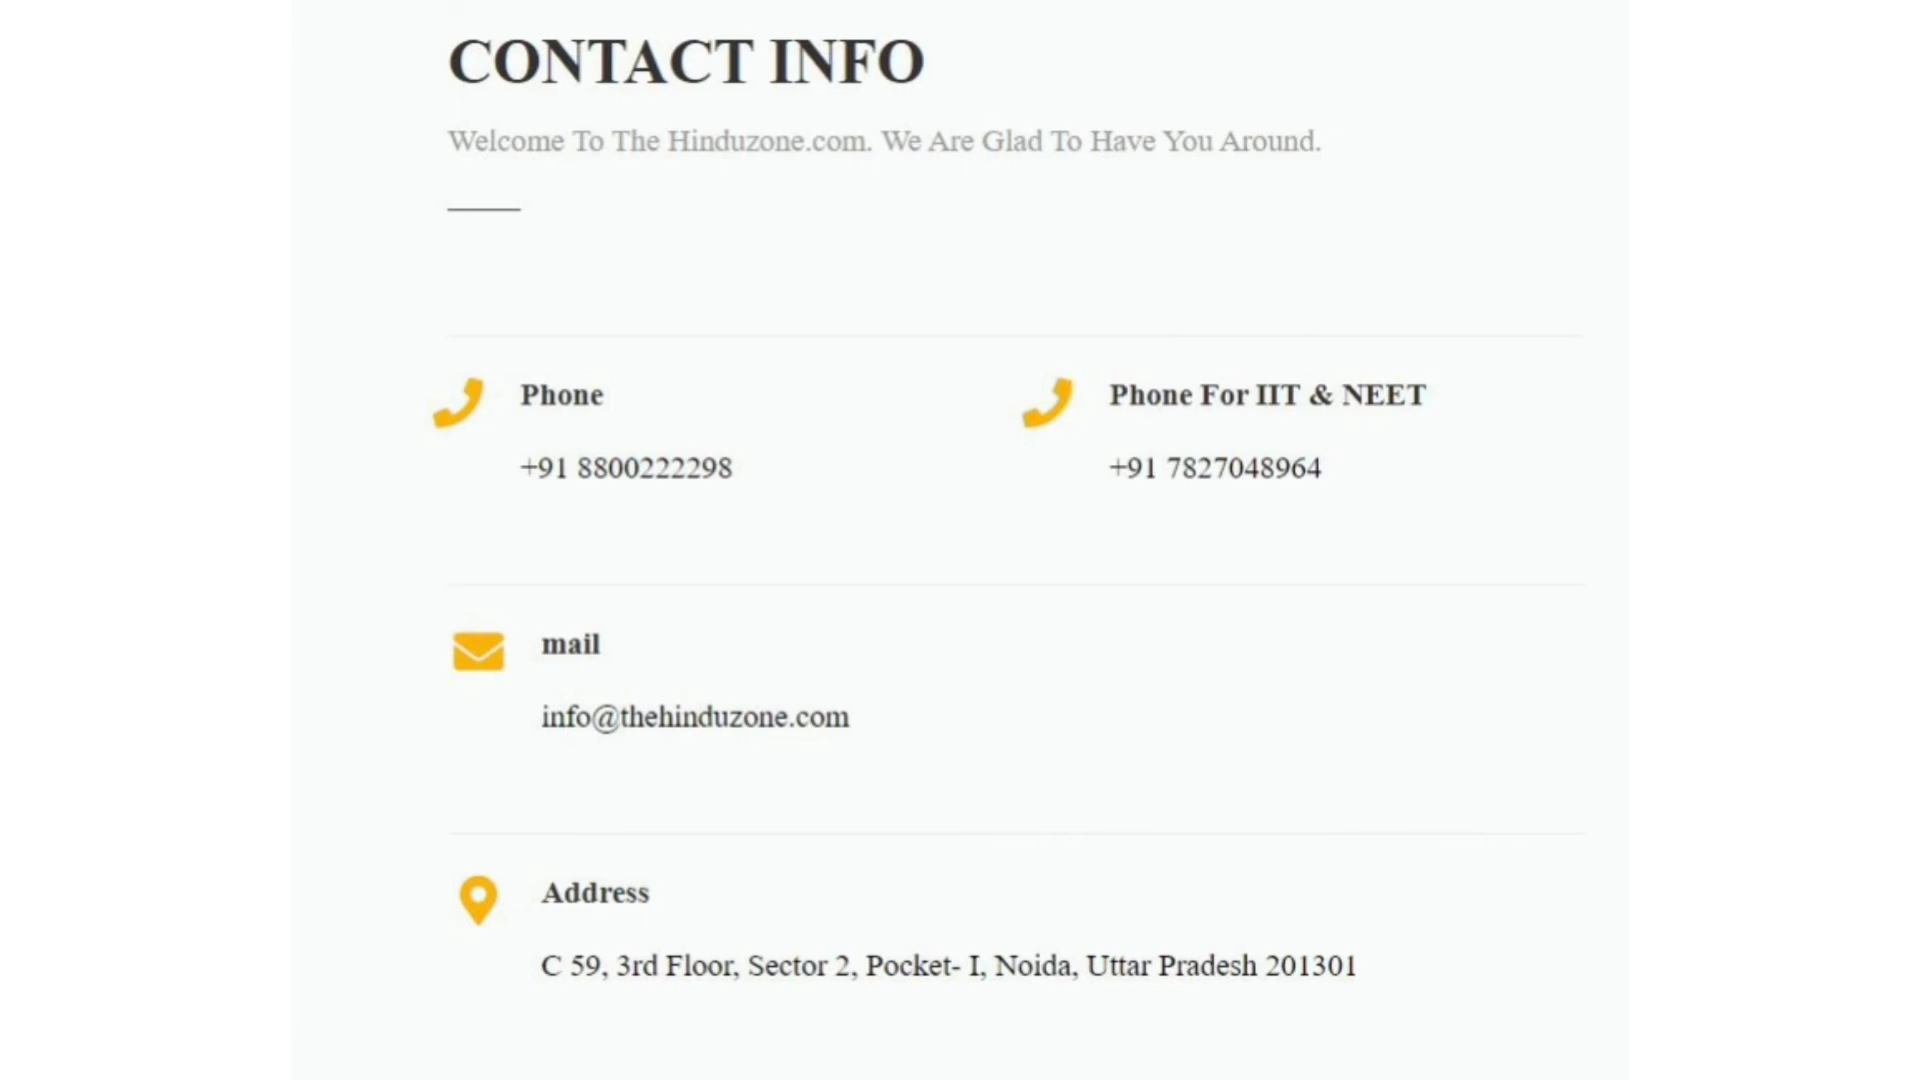 CONTACT INFO
Welcome To The Hinduzone.com. We Are Glad To Have You Around.
Phone
+91 8800222298
Phone For IIT & NEET
+91 7827048964
mail
info@thehinduzone.com
Address
C 59, 3rd Floor, Sector 2, Pocket- I, Noida, Uttar Pradesh 201301